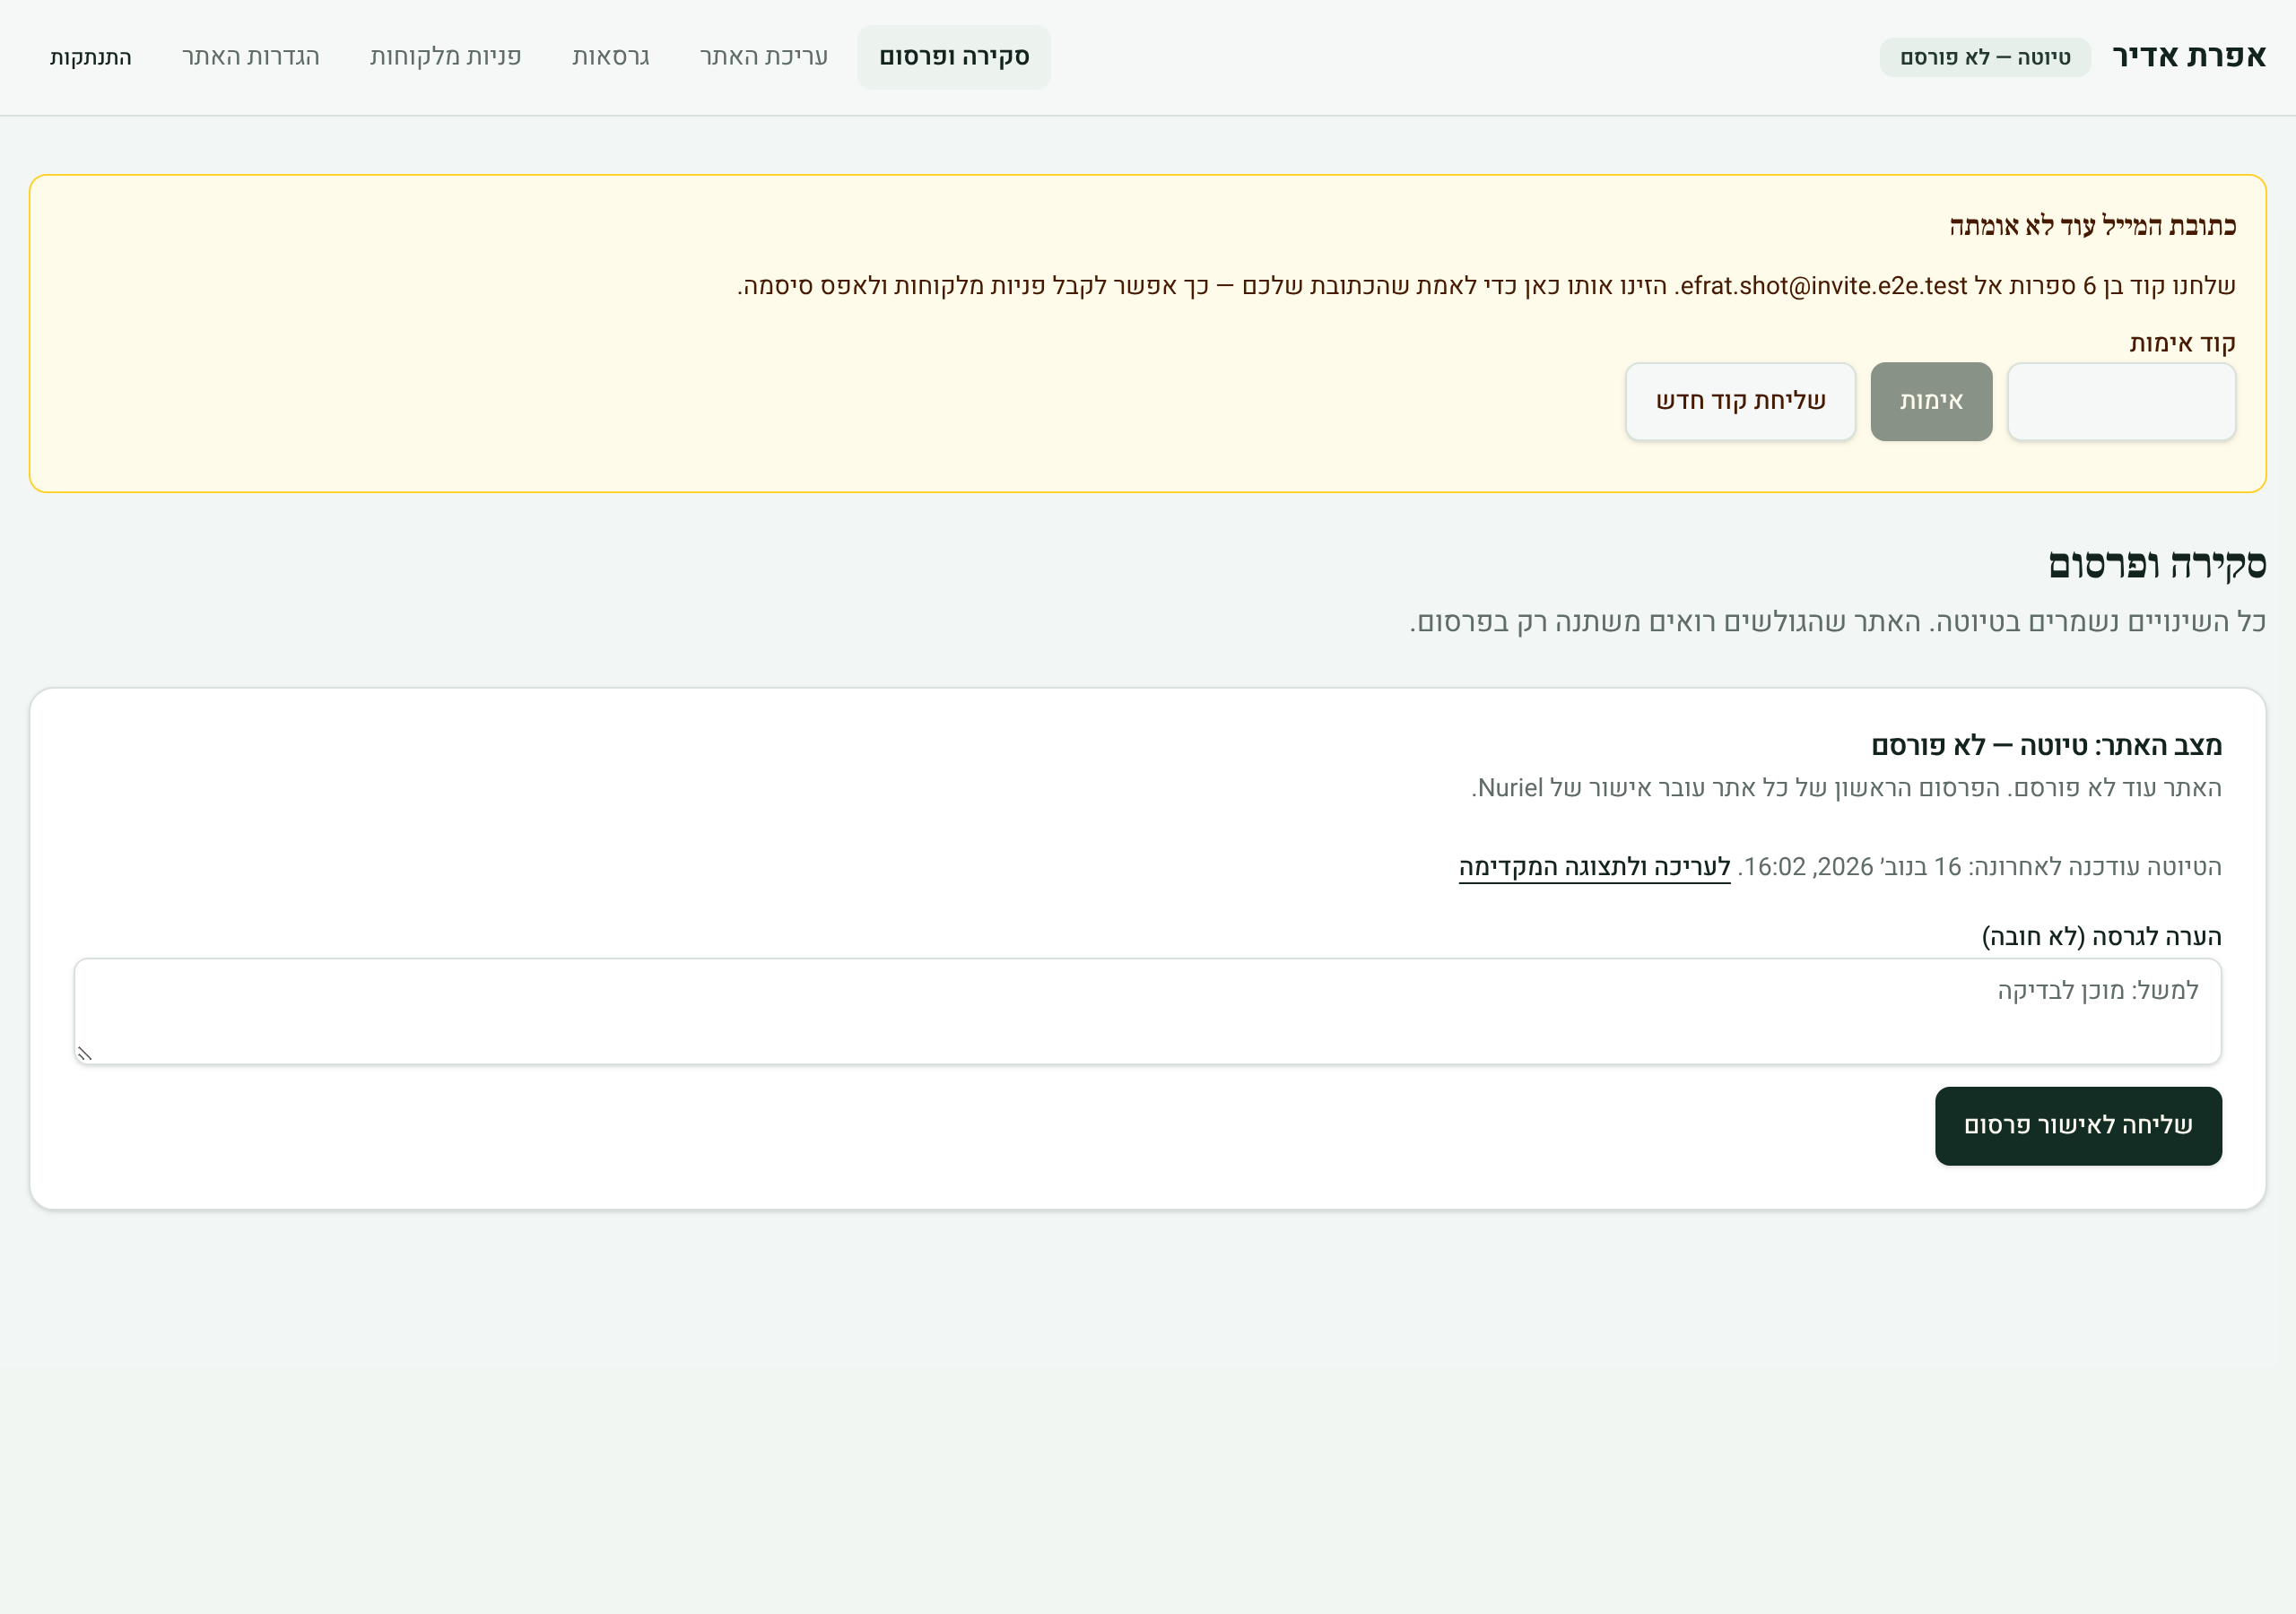 אפרת אדיר
טיוטה — לא פורסם
סקירה ופרסום
עריכת האתר
גרסאות
פניות מלקוחות
הגדרות האתר
התנתקות
כתובת המייל עוד לא אומתה
שלחנו קוד בן 6 ספרות אל efrat.shot@invite.e2e.test. הזינו אותו כאן כדי לאמת שהכתובת שלכם — כך אפשר לקבל פניות מלקוחות ולאפס סיסמה.
קוד אימות
אימות
שליחת קוד חדש
סקירה ופרסום
כל השינויים נשמרים בטיוטה. האתר שהגולשים רואים משתנה רק בפרסום.
מצב האתר: טיוטה — לא פורסם
האתר עוד לא פורסם. הפרסום הראשון של כל אתר עובר אישור של Nuriel.
הטיוטה עודכנה לאחרונה: 16 בנוב׳ 2026, 16:02. לעריכה ולתצוגה המקדימה
הערה לגרסה (לא חובה)
למשל: מוכן לבדיקה
שליחה לאישור פרסום